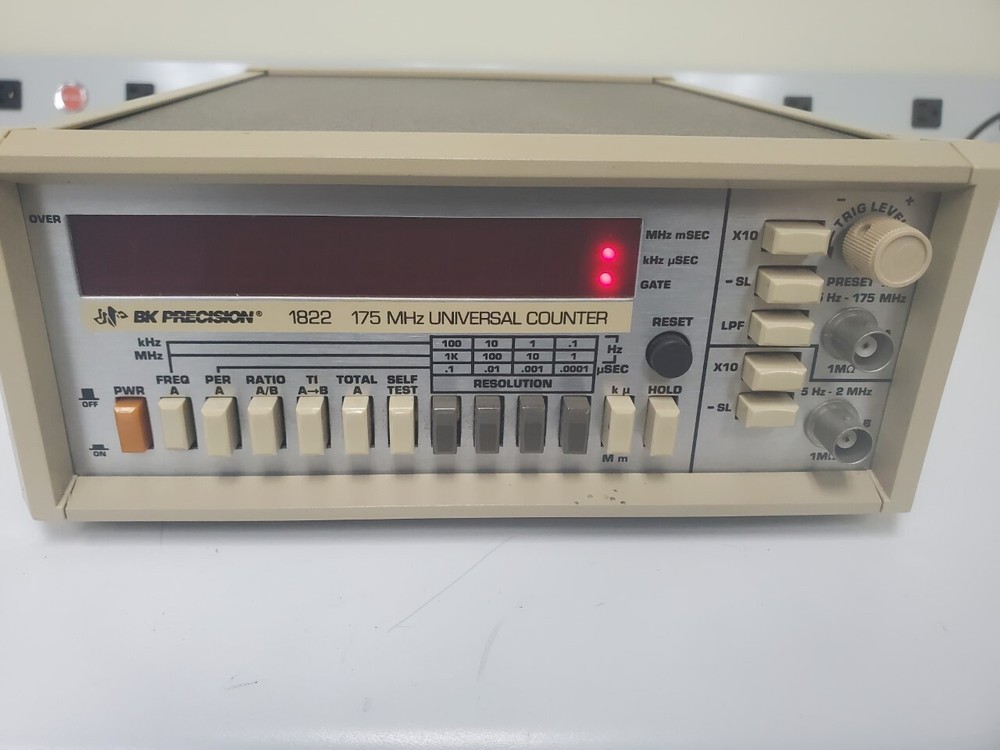 OVER
MHz mSEC
kHz µSEC
GATE
BK PRECISION® 1822 175 MHz UNIVERSAL COUNTER
kHz
MHz
100 10 1 .1 Hz
1K 100 10 1
.1 .01 .001 .0001 µSEC
RESOLUTION
RESET
OFF
ON
PWR
FREQ A
PER A
RATIO A/B
TI A→B
TOTAL A
SELF TEST
k µ
M m
HOLD
X10
- +
TRIG LEVEL
-SL
PRESET
Hz - 175 MHz
LPF
1MΩ
X10
5 Hz - 2 MHz
-SL
B